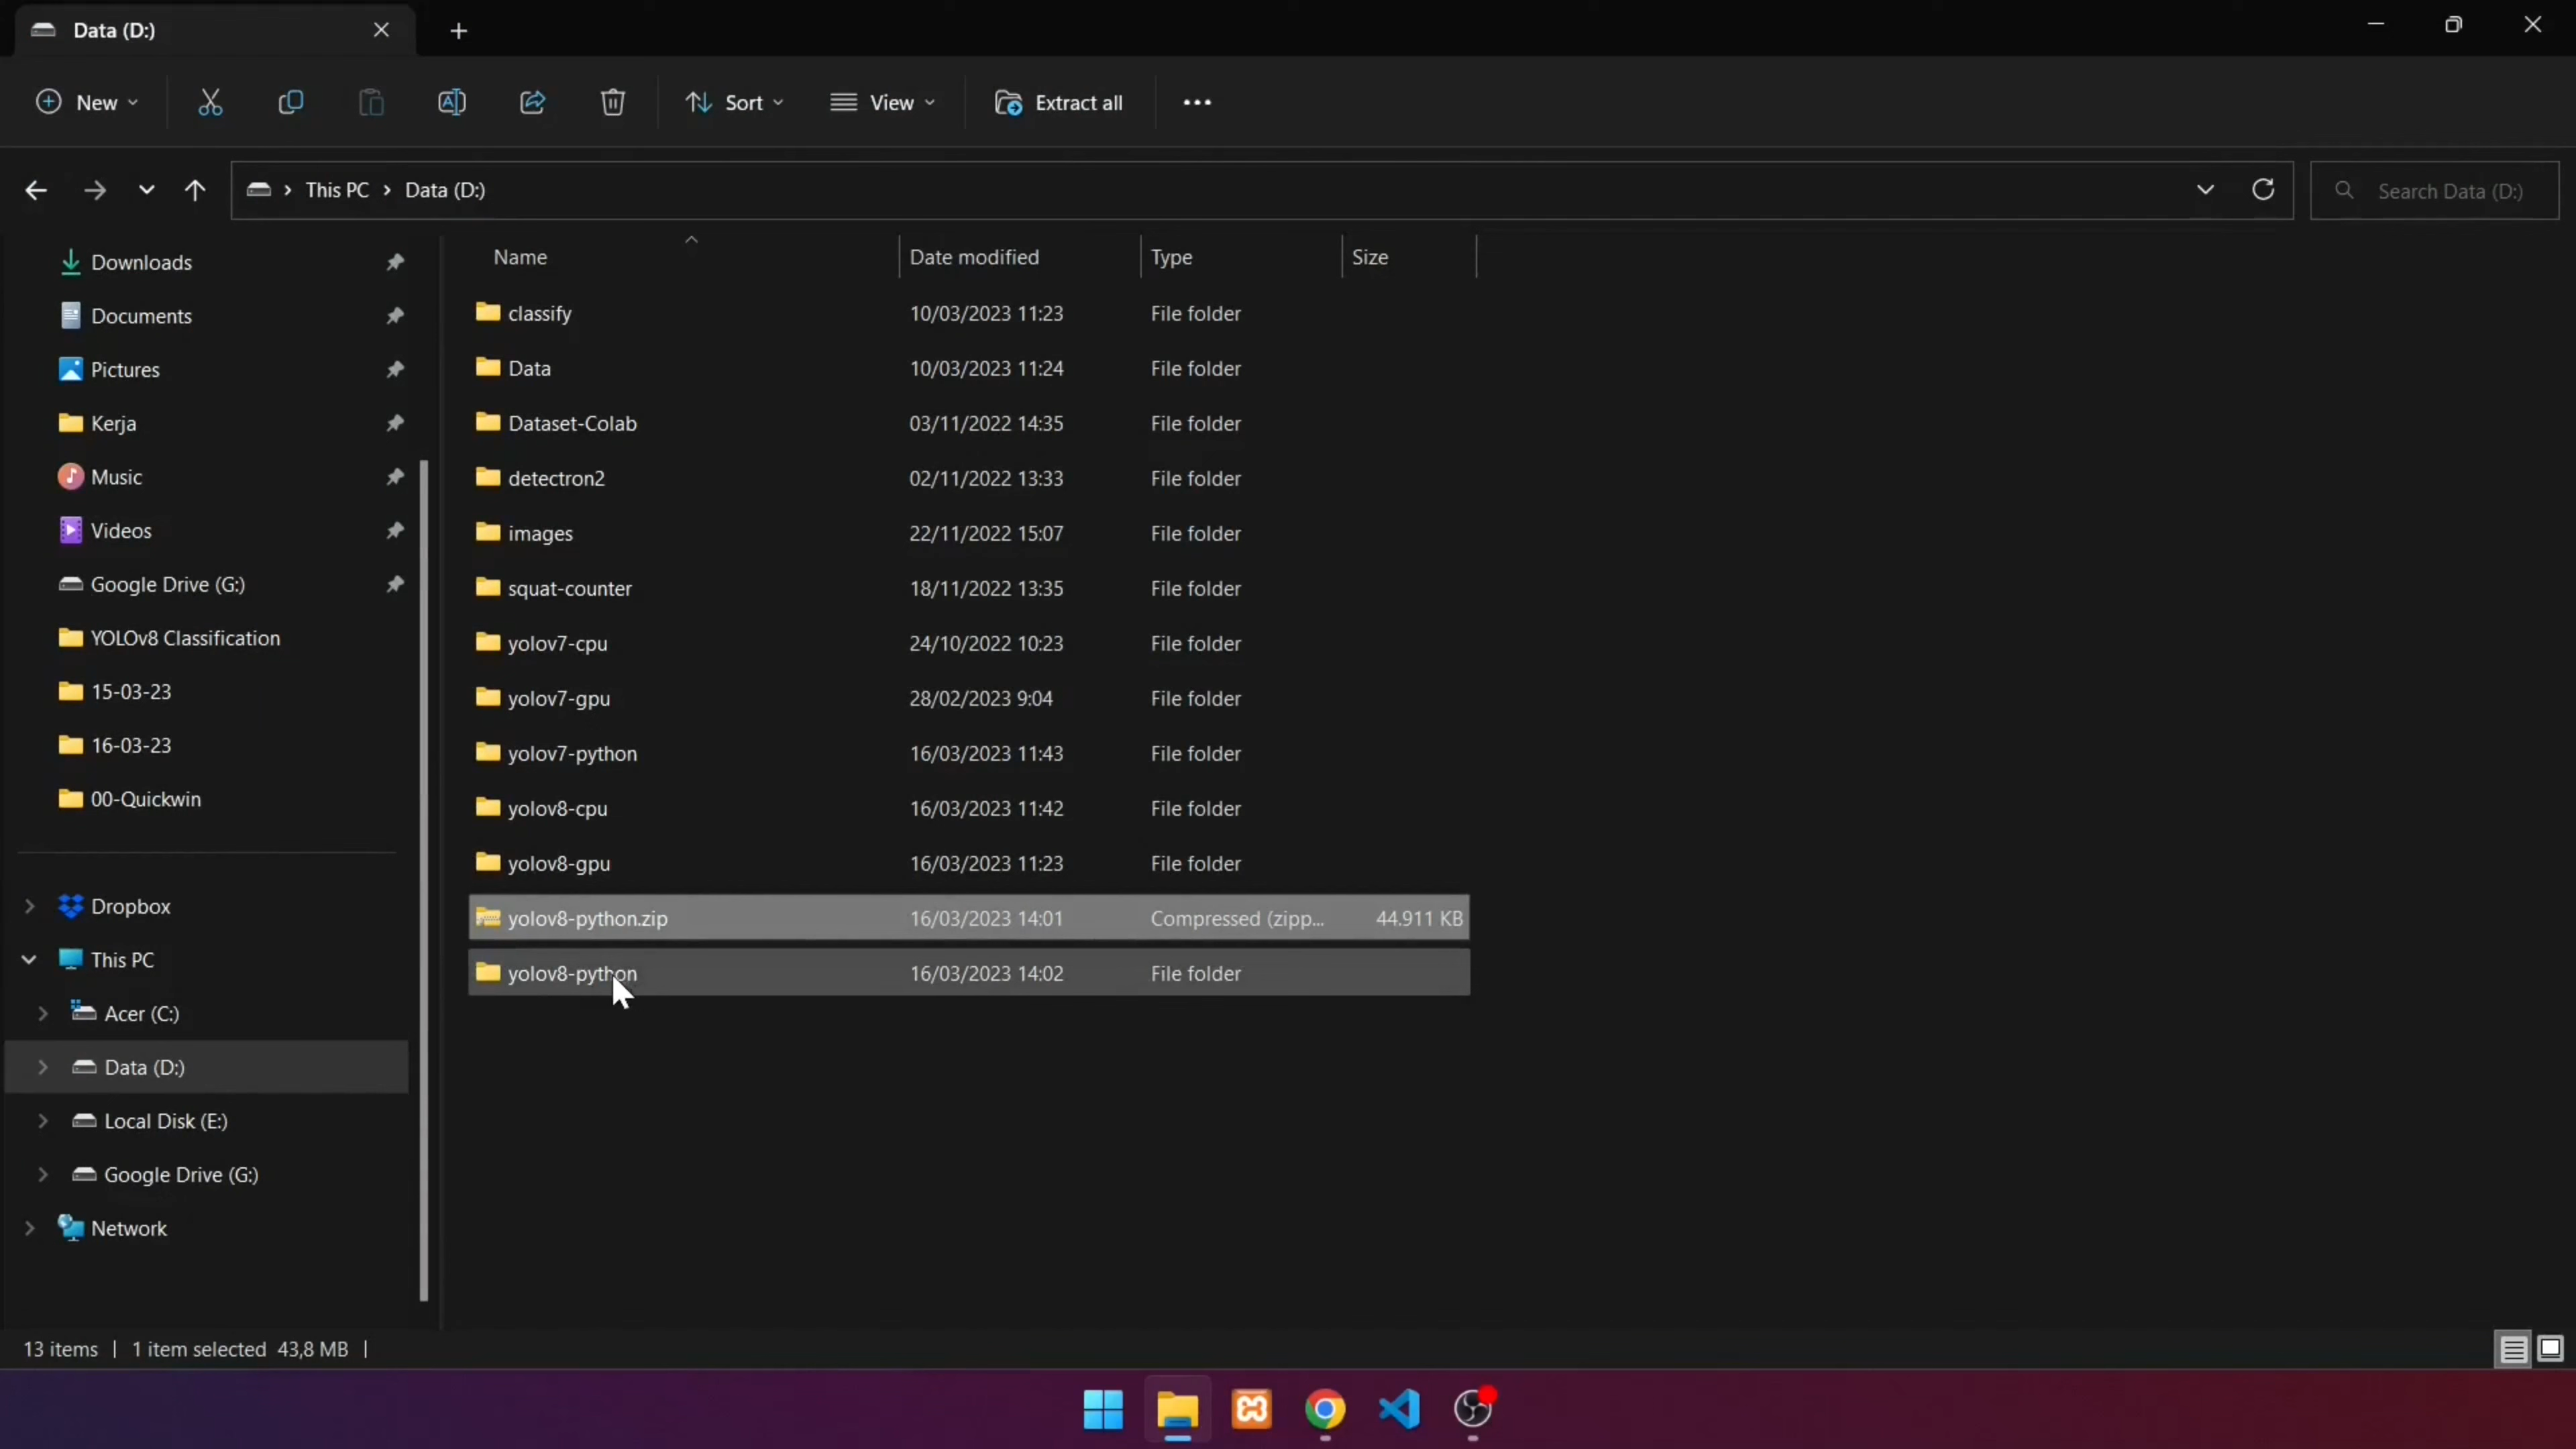 Data (D:)
New
Sort
View
Extract all
This PC
Data (D:)
Search Data (D:)
Downloads
Documents
Pictures
Kerja
Music
Videos
Google Drive (G:)
YOLOv8 Classification
15-03-23
16-03-23
00-Quickwin
Dropbox
This PC
Acer (C:)
Data (D:)
Local Disk (E:)
Google Drive (G:)
Network
Name Date modified Type Size
classify 10/03/2023 11:23 File folder
Data 10/03/2023 11:24 File folder
Dataset-Colab 03/11/2022 14:35 File folder
detectron2 02/11/2022 13:33 File folder
images 22/11/2022 15:07 File folder
squat-counter 18/11/2022 13:35 File folder
yolov7-cpu 24/10/2022 10:23 File folder
yolov7-gpu 28/02/2023 9:04 File folder
yolov7-python 16/03/2023 11:43 File folder
yolov8-cpu 16/03/2023 11:42 File folder
yolov8-gpu 16/03/2023 11:23 File folder
yolov8-python.zip 16/03/2023 14:01 Compressed (zipp... 44.911 KB
yolov8-python 16/03/2023 14:02 File folder
13 items 1 item selected 43,8 MB